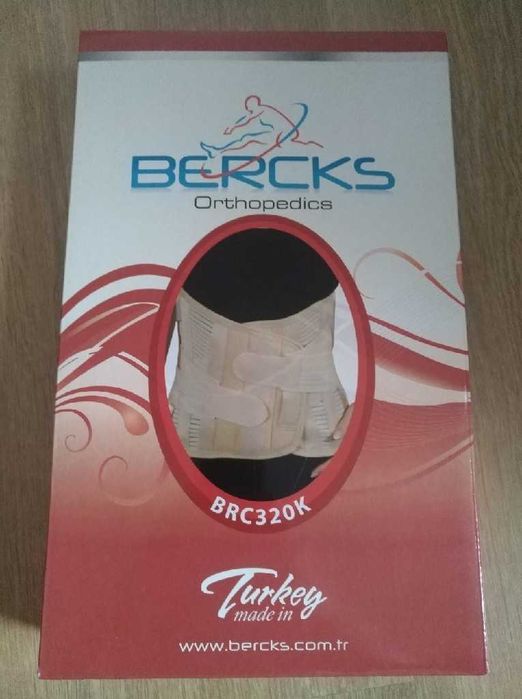 BERCKS
Orthopedics
BRC320K
Turkey
made in
www.bercks.com.tr